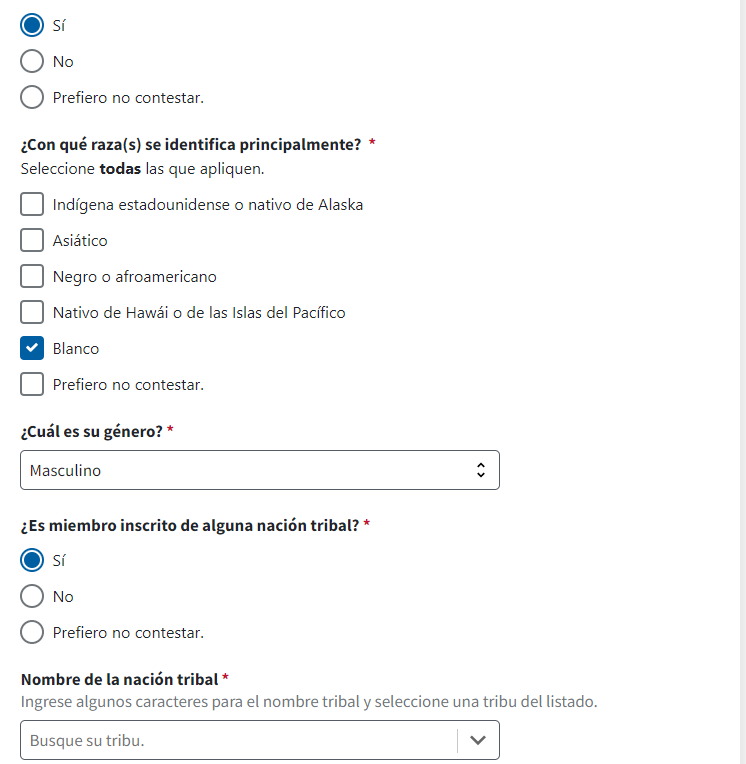 Sí
No
Prefiero no contestar.
¿Con qué raza(s) se identifica principalmente? *
Seleccione todas las que apliquen.
Indígena estadounidense o nativo de Alaska
Asiático
Negro o afroamericano
Nativo de Hawái o de las Islas del Pacífico
Blanco
Prefiero no contestar.
¿Cuál es su género? *
Masculino
¿Es miembro inscrito de alguna nación tribal? *
Sí
No
Prefiero no contestar.
Nombre de la nación tribal *
Ingrese algunos caracteres para el nombre tribal y seleccione una tribu del listado.
Busque su tribu.